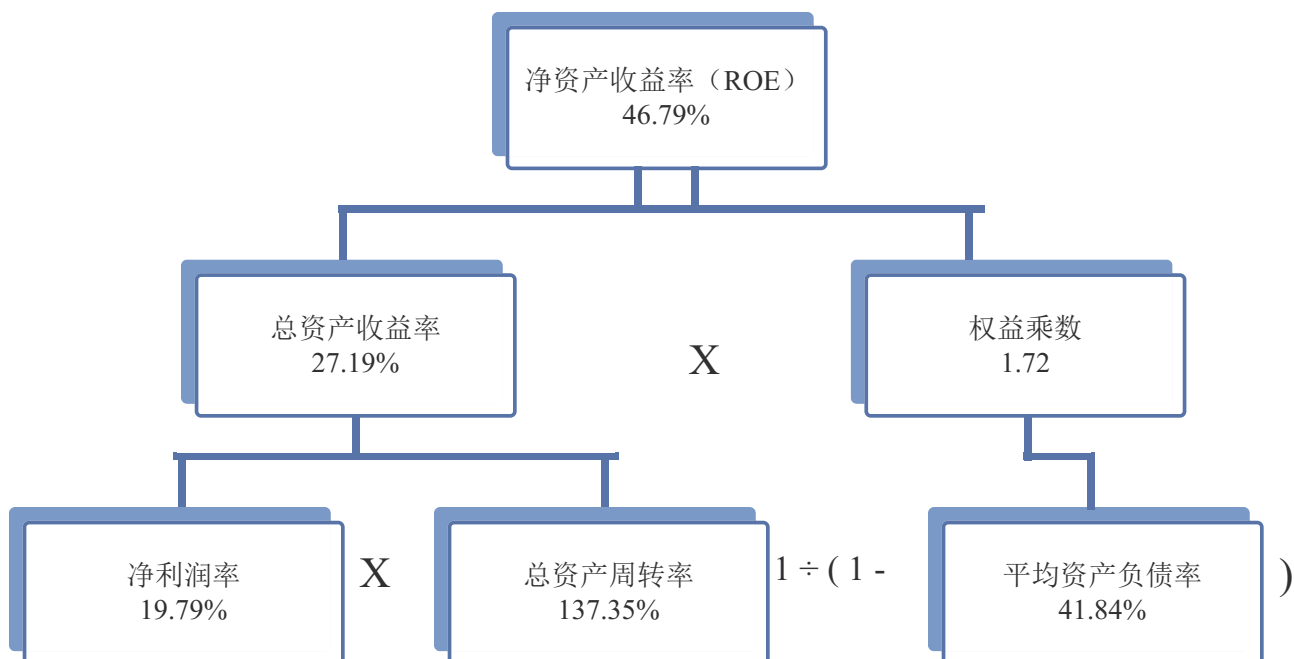 净资产收益率（ROE）
46.79%
总资产收益率
27.19%
X
权益乘数
1.72
净利润率
19.79%
X
总资产周转率
137.35%
1 ÷ ( 1 -
平均资产负债率
41.84%
)